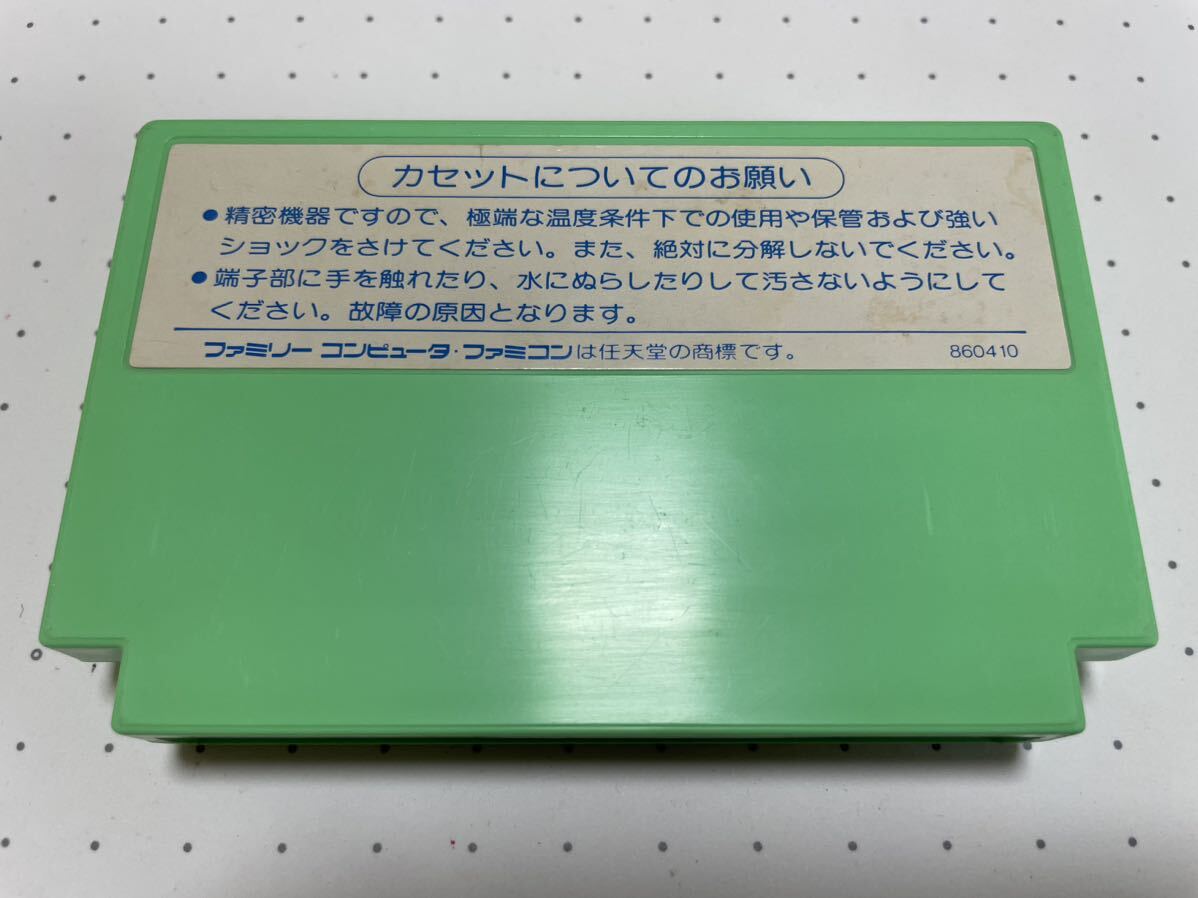 カセットについてのお願い
●精密機器ですので、極端な温度条件下での使用や保管および強い
ショックをさけてください。また、絶対に分解しないでください。
●端子部に手を触れたり、水にぬらしたりして汚さないようにして
ください。故障の原因となります。
ファミリー コンピュータ・ファミコンは任天堂の商標です。 860410